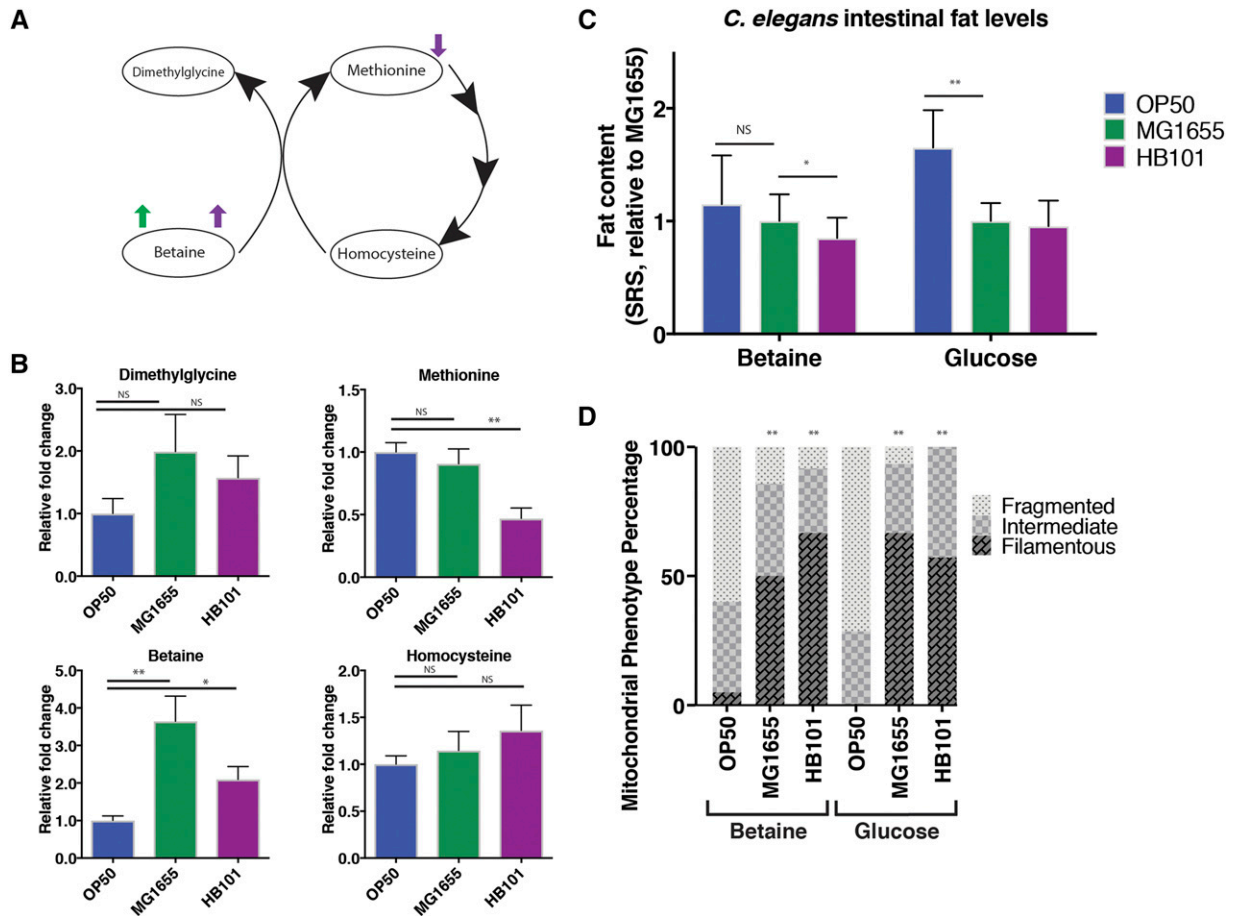 A
Dimethylglycine
Methionine
Betaine
Homocysteine
B
Dimethylglycine
Relative fold change
3.0
2.0
1.0
0.0
NS
NS
OP50
MG1655
HB101
Methionine
Relative fold change
1.5
1.0
0.5
0.0
NS
**
OP50
MG1655
HB101
Betaine
Relative fold change
5.0
4.0
3.0
2.0
1.0
0.0
**
*
OP50
MG1655
HB101
Homocysteine
Relative fold change
2.0
1.5
1.0
0.5
0.0
NS
NS
OP50
MG1655
HB101
C
C. elegans intestinal fat levels
Fat content
(SRS, relative to MG1655)
2
1
0
NS
*
**
Betaine
Glucose
OP50
MG1655
HB101
D
Mitochondrial Phenotype Percentage
100
50
0
** ** ** **
OP50
MG1655
HB101
OP50
MG1655
HB101
Betaine
Glucose
Fragmented
Intermediate
Filamentous